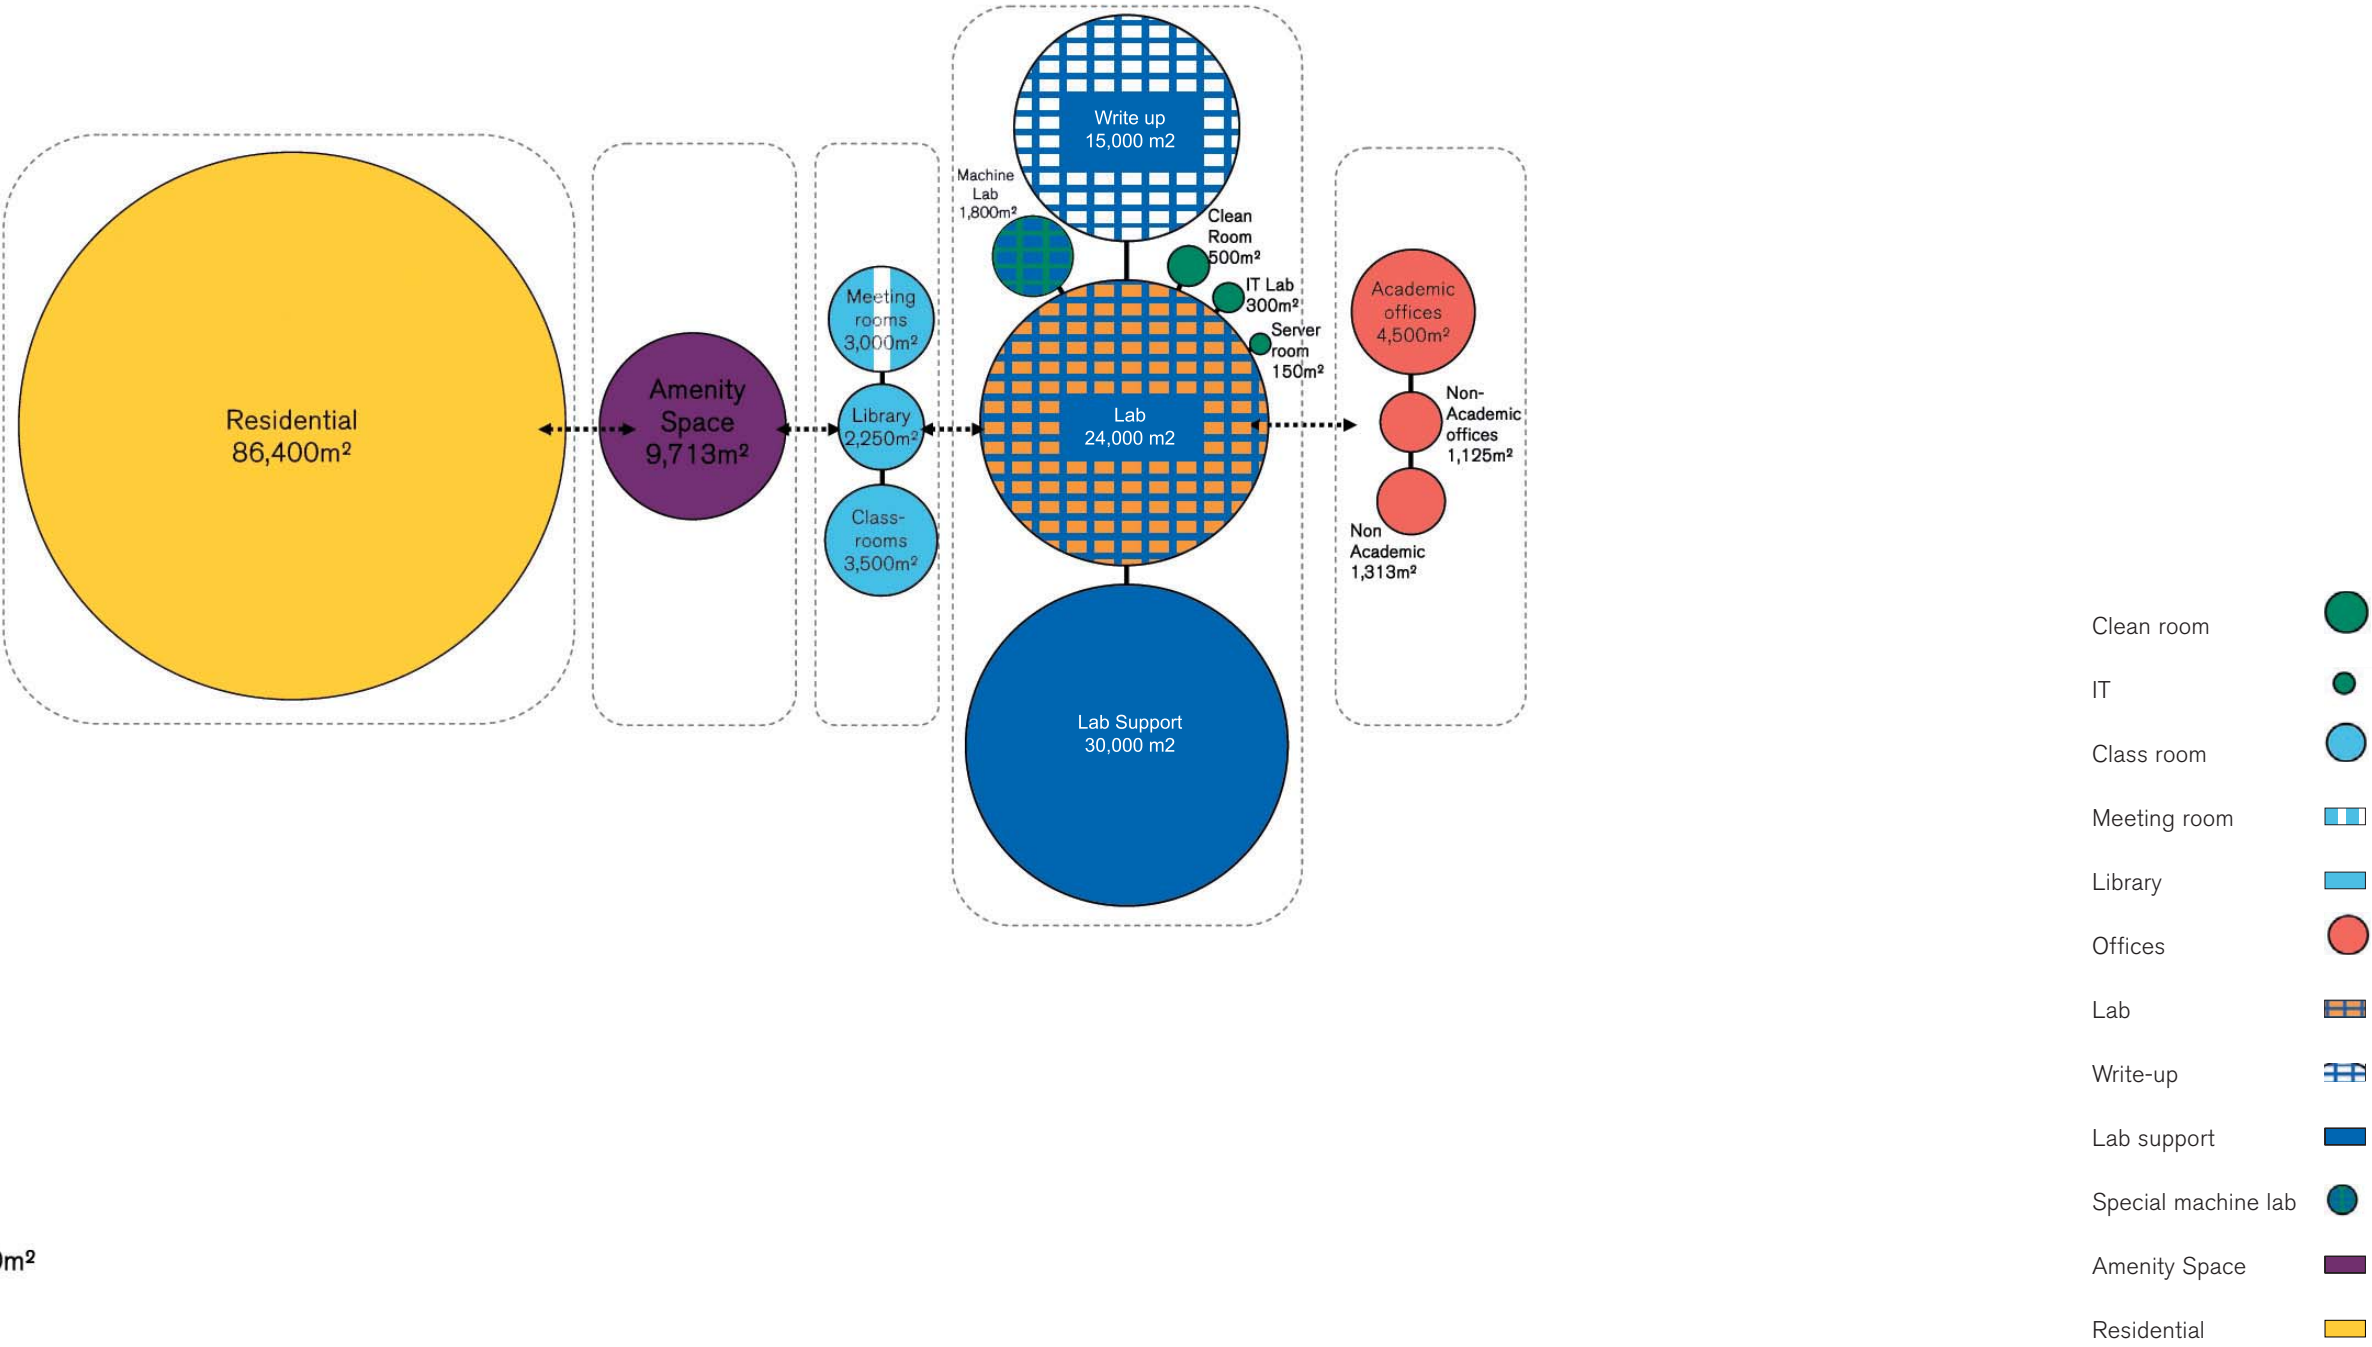 Write up
15,000 m2
Machine
Lab
1,800m²
Clean
Room
500m²
IT Lab
300m²
Server
room
150m²
Residential
86,400m²
Amenity
Space
9,713m²
Meeting
rooms
3,000m²
Library
2,250m²
Class-
rooms
3,500m²
Lab
24,000 m2
Lab Support
30,000 m2
Academic
offices
4,500m²
Non-
Academic
offices
1,125m²
Non
Academic
1,313m²
Clean room
IT
Class room
Meeting room
Library
Offices
Lab
Write-up
Lab support
Special machine lab
Amenity Space
Residential
m²